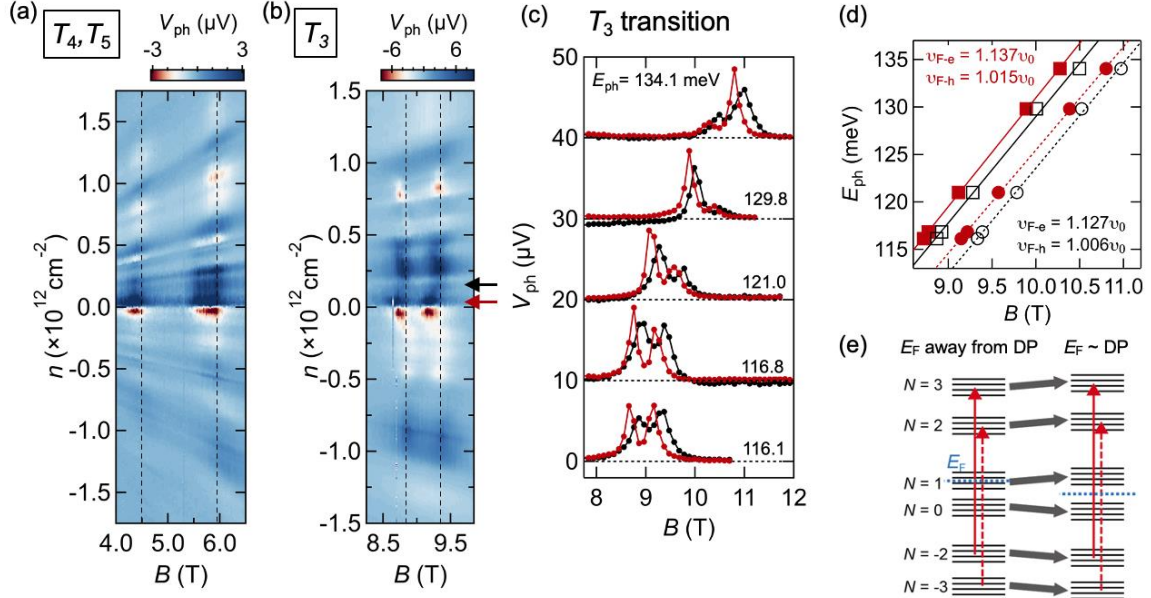 (a)
T4, T5
Vph (μV)
-3 3
n (×10^12 cm^-2)
1.5
1.0
0.5
0.0
-0.5
-1.0
-1.5
4.0 5.0 6.0
B (T)
(b)
T3
Vph (μV)
-6 6
n (×10^12 cm^-2)
1.5
1.0
0.5
0.0
-0.5
-1.0
-1.5
8.5 9.5
B (T)
(c)
T3 transition
Vph (μV)
50
40
30
20
10
0
Eph= 134.1 meV
129.8
121.0
116.8
116.1
8 9 10 11 12
B (T)
(d)
Eph (meV)
135
130
125
120
115
υF-e = 1.137υ0
υF-h = 1.015υ0
υF-e = 1.127υ0
υF-h = 1.006υ0
9.0 9.5 10.0 10.5 11.0
B (T)
(e)
EF away from DP EF ~ DP
N = 3
N = 2
EF
N = 1
N = 0
N = -2
N = -3